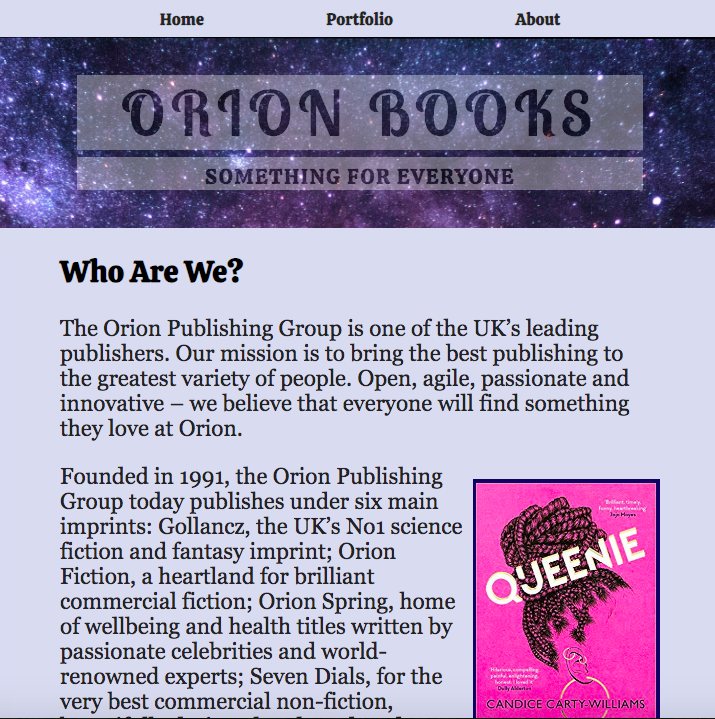 Home Portfolio About
ORION BOOKS
SOMETHING FOR EVERYONE
Who Are We?
The Orion Publishing Group is one of the UK’s leading
publishers. Our mission is to bring the best publishing to
the greatest variety of people. Open, agile, passionate and
innovative – we believe that everyone will find something
they love at Orion.
Founded in 1991, the Orion Publishing
Group today publishes under six main
imprints: Gollancz, the UK’s No1 science
fiction and fantasy imprint; Orion
Fiction, a heartland for brilliant
commercial fiction; Orion Spring, home
of wellbeing and health titles written by
passionate celebrities and world-
renowned experts; Seven Dials, for the
very best commercial non-fiction,
Brilliant, timely,
funny, heartbreaking
Jojo Moyes
QUEENIE
Hilarious, compelling,
painful, enlightening,
honest. I loved it
Dolly Alderton
CANDICE CARTY-WILLIAMS